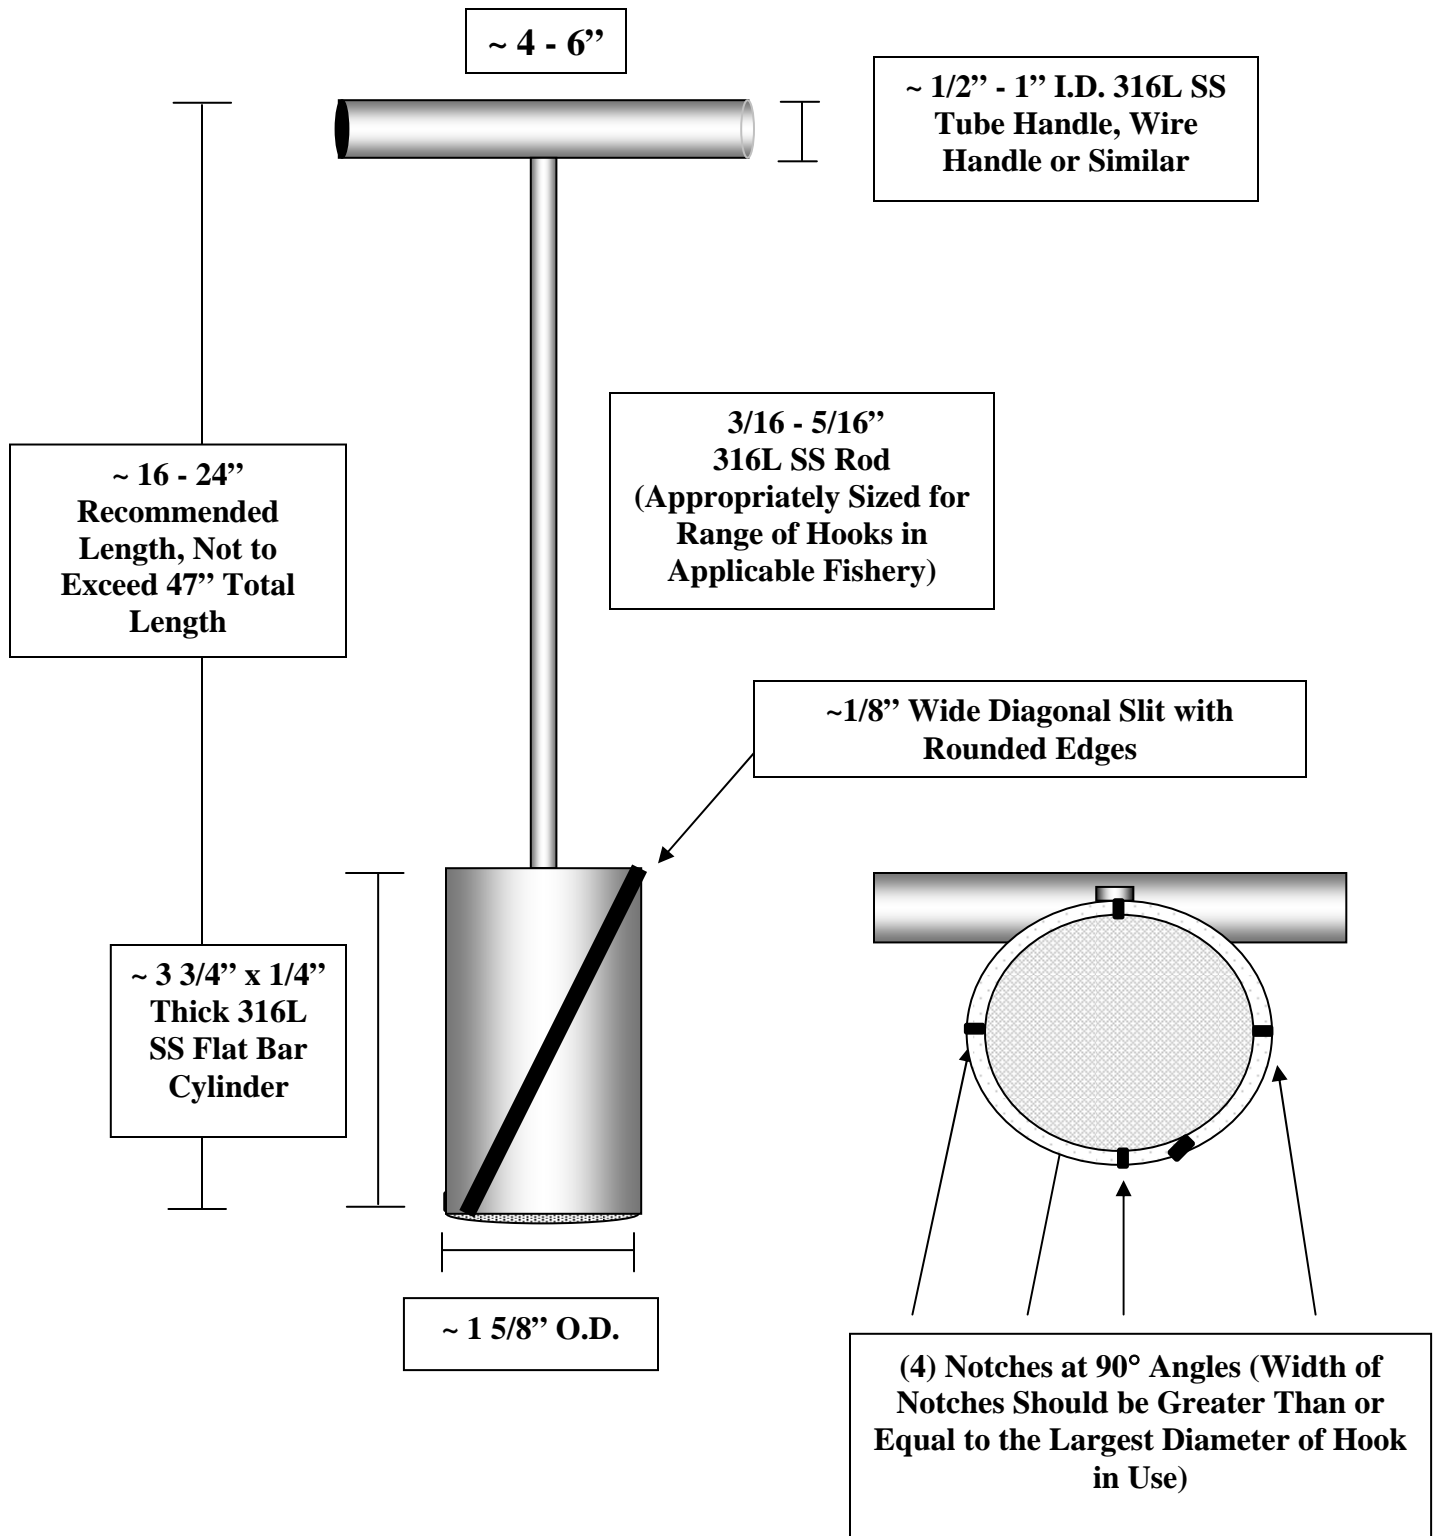 ~ 4 - 6”
~ 1/2” - 1” I.D. 316L SS
Tube Handle, Wire
Handle or Similar
3/16 - 5/16”
316L SS Rod
(Appropriately Sized for
Range of Hooks in
Applicable Fishery)
~ 16 - 24”
Recommended
Length, Not to
Exceed 47” Total
Length
~1/8” Wide Diagonal Slit with
Rounded Edges
~ 3 3/4” x 1/4”
Thick 316L
SS Flat Bar
Cylinder
~ 1 5/8” O.D.
(4) Notches at 90° Angles (Width of
Notches Should be Greater Than or
Equal to the Largest Diameter of Hook
in Use)